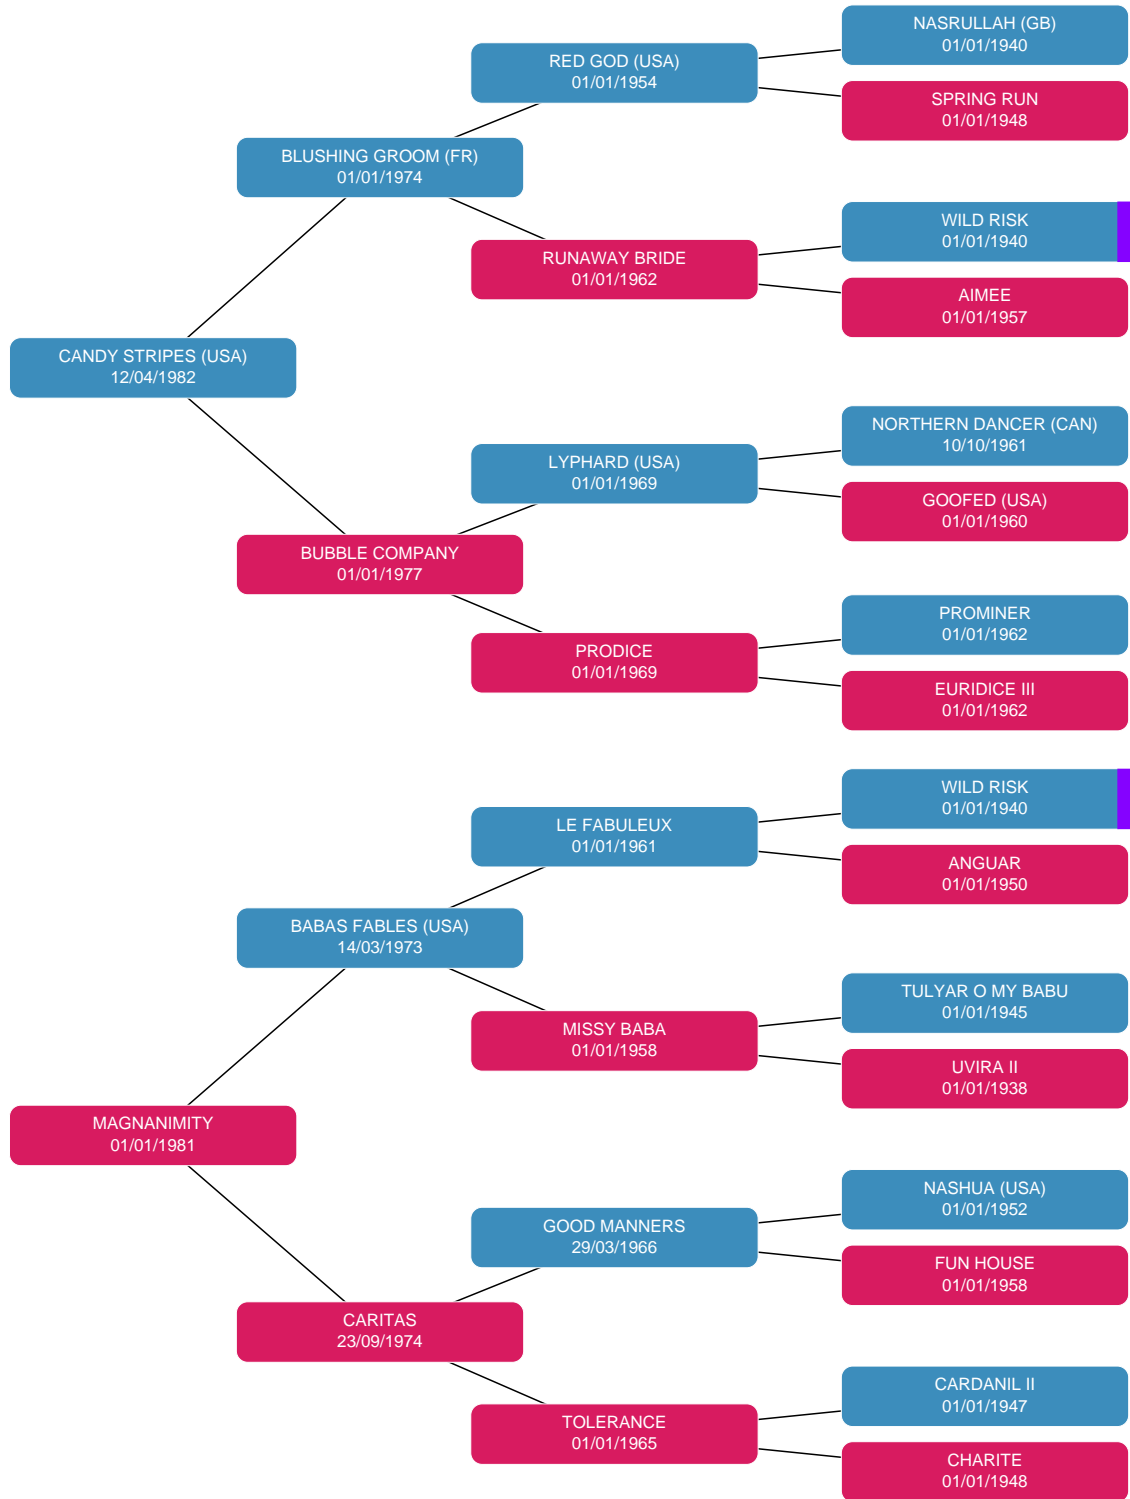 NASRULLAH (GB)
01/01/1940
RED GOD (USA)
01/01/1954
SPRING RUN
01/01/1948
BLUSHING GROOM (FR)
01/01/1974
WILD RISK
01/01/1940
RUNAWAY BRIDE
01/01/1962
AIMEE
01/01/1957
CANDY STRIPES (USA)
12/04/1982
NORTHERN DANCER (CAN)
10/10/1961
LYPHARD (USA)
01/01/1969
GOOFED (USA)
01/01/1960
BUBBLE COMPANY
01/01/1977
PROMINER
01/01/1962
PRODICE
01/01/1969
EURIDICE III
01/01/1962
WILD RISK
01/01/1940
LE FABULEUX
01/01/1961
ANGUAR
01/01/1950
BABAS FABLES (USA)
14/03/1973
TULYAR O MY BABU
01/01/1945
MISSY BABA
01/01/1958
UVIRA II
01/01/1938
MAGNANIMITY
01/01/1981
NASHUA (USA)
01/01/1952
GOOD MANNERS
29/03/1966
FUN HOUSE
01/01/1958
CARITAS
23/09/1974
CARDANIL II
01/01/1947
TOLERANCE
01/01/1965
CHARITE
01/01/1948